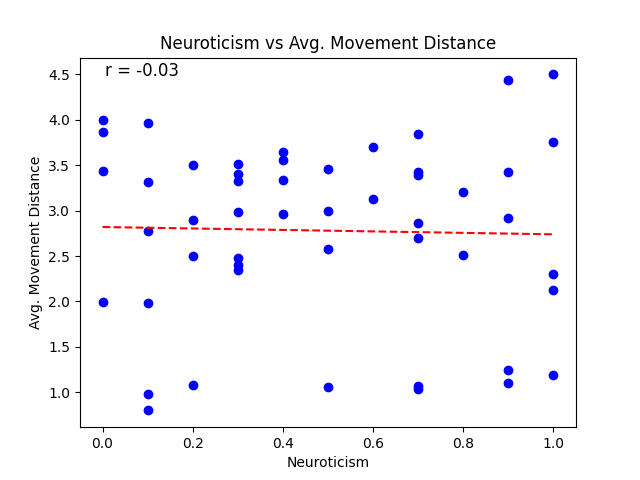 Neuroticism vs Avg. Movement Distance
r = -0.03
Avg. Movement Distance
4.5
4.0
3.5
3.0
2.5
2.0
1.5
1.0
0.0 0.2 0.4 0.6 0.8 1.0
Neuroticism